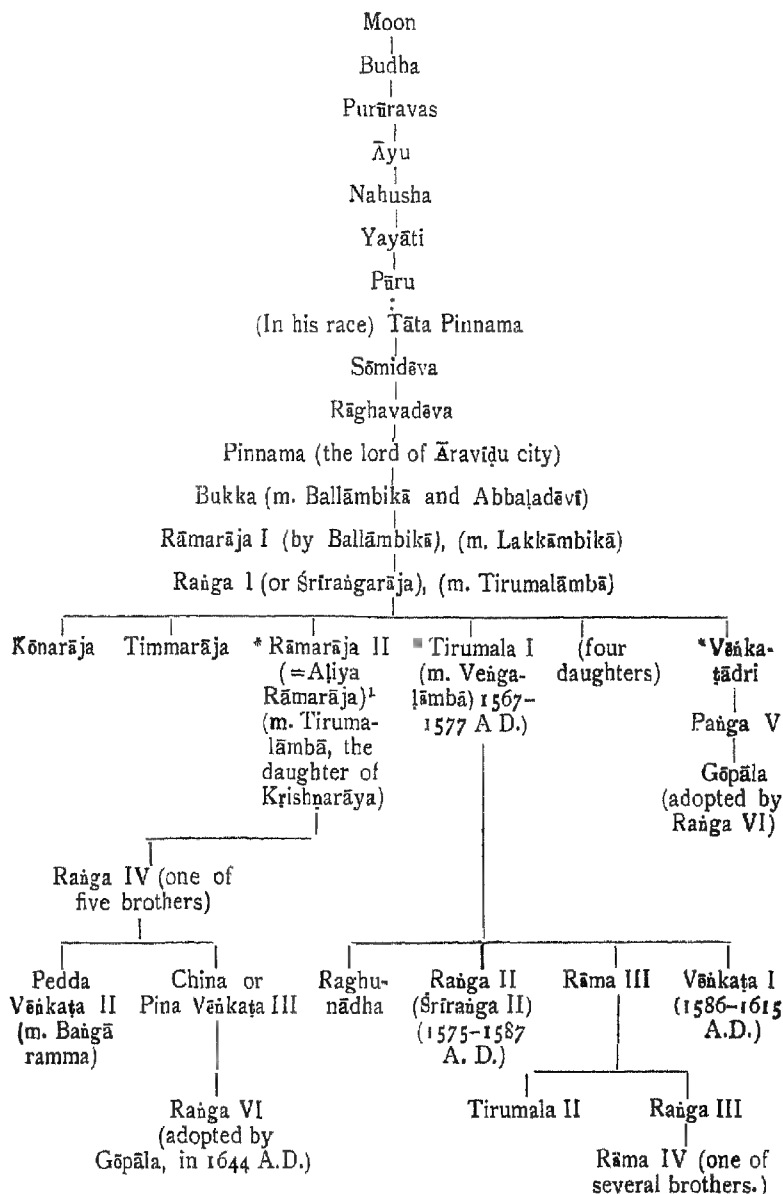 Moon
Budha
Purūravas
Āyu
Nahusha
Yayāti
Pūru
(In his race) Tāta Pinnama
Sōmidēva
Rāghavadēva
Pinnama (the lord of Āravīḍu city)
Bukka (m. Ballāmbikā and Abbaḷadēvī)
Rāmarāja I (by Ballāmbikā), (m. Lakkāmbikā)
Raṅga 1 (or Śrīraṅgarāja), (m. Tirumalāmbā)
Kōnarāja
Timmarāja
* Rāmarāja II
(=Aḷiya
Rāmarāja)¹
(m. Tiruma-
lāmbā, the
daughter of
Kṛishṇarāya)
* Tirumala I
(m. Veṅga-
ḷāmbā) 1567–
1577 A D.)
(four
daughters)
*Vēṅka-
ṭādri
Paṅga V
Gōpāla
(adopted by
Raṅga VI)
Raṅga IV (one of
five brothers)
Pedda
Vēṅkaṭa II
(m. Baṅgā
ramma)
China or
Pina Vēṅkaṭa III
Raghu-
nādha
Raṅga II
(Śrīraṅga II)
(1575–1587
A. D.)
Rāma III
Vēṅkaṭa I
(1586–1615
A.D.)
Raṅga VI
(adopted by
Gōpāla, in 1644 A.D.)
Tirumala II
Raṅga III
Rāma IV (one of
several brothers.)